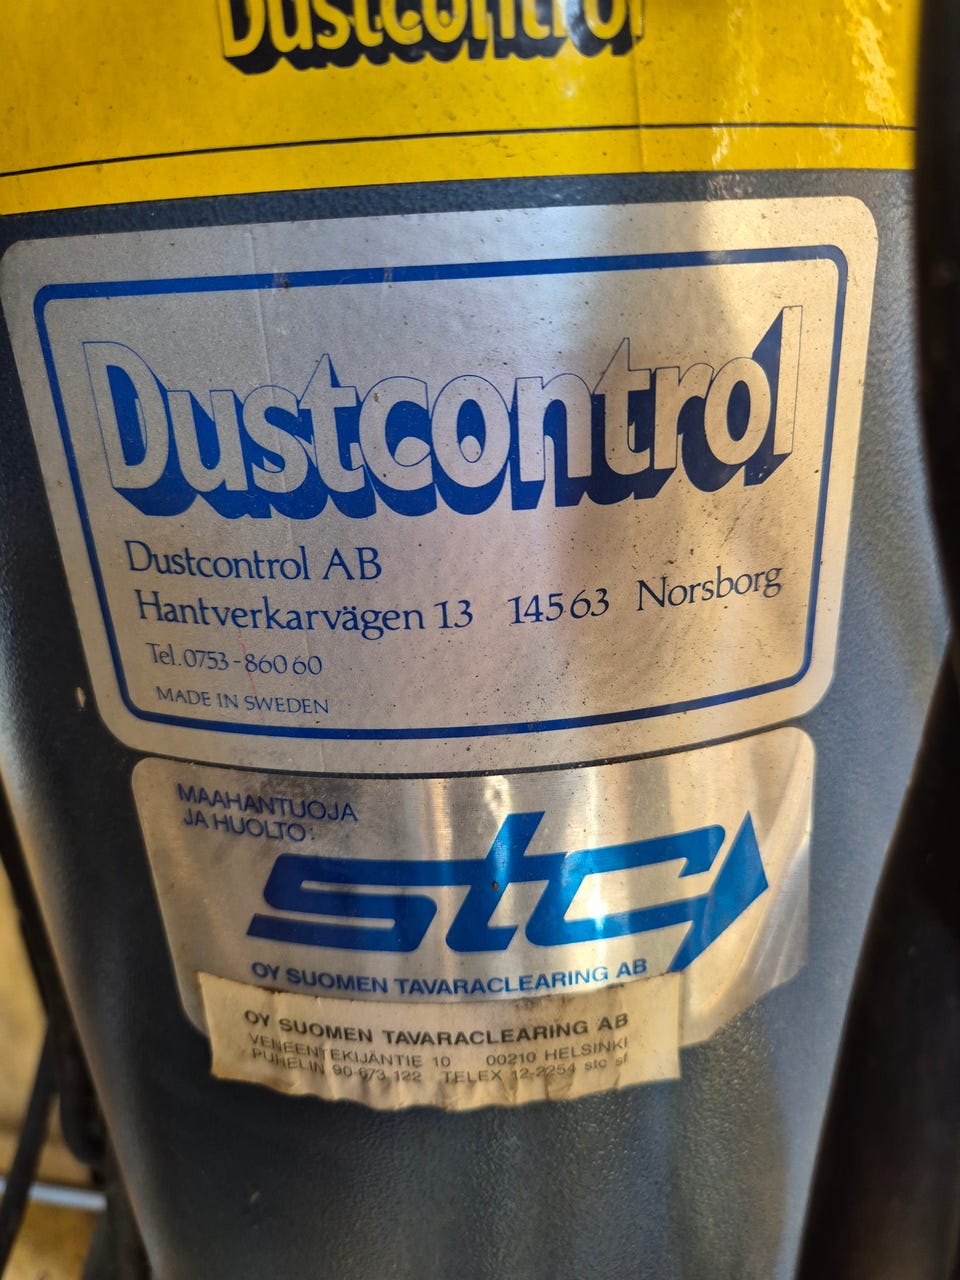 Dustcontrol
Dustcontrol
Dustcontrol AB
Hantverkarvägen 13 145 63 Norsborg
Tel. 0753-860 60
MADE IN SWEDEN
MAAHANTUOJA
JA HUOLTO:
stc
OY SUOMEN TAVARACLEARING AB
OY SUOMEN TAVARACLEARING AB
VENEENTEKIJÄNTIE 10 00210 HELSINKI
PUHELIN 90-673 122 TELEX 12-2254 stc sf